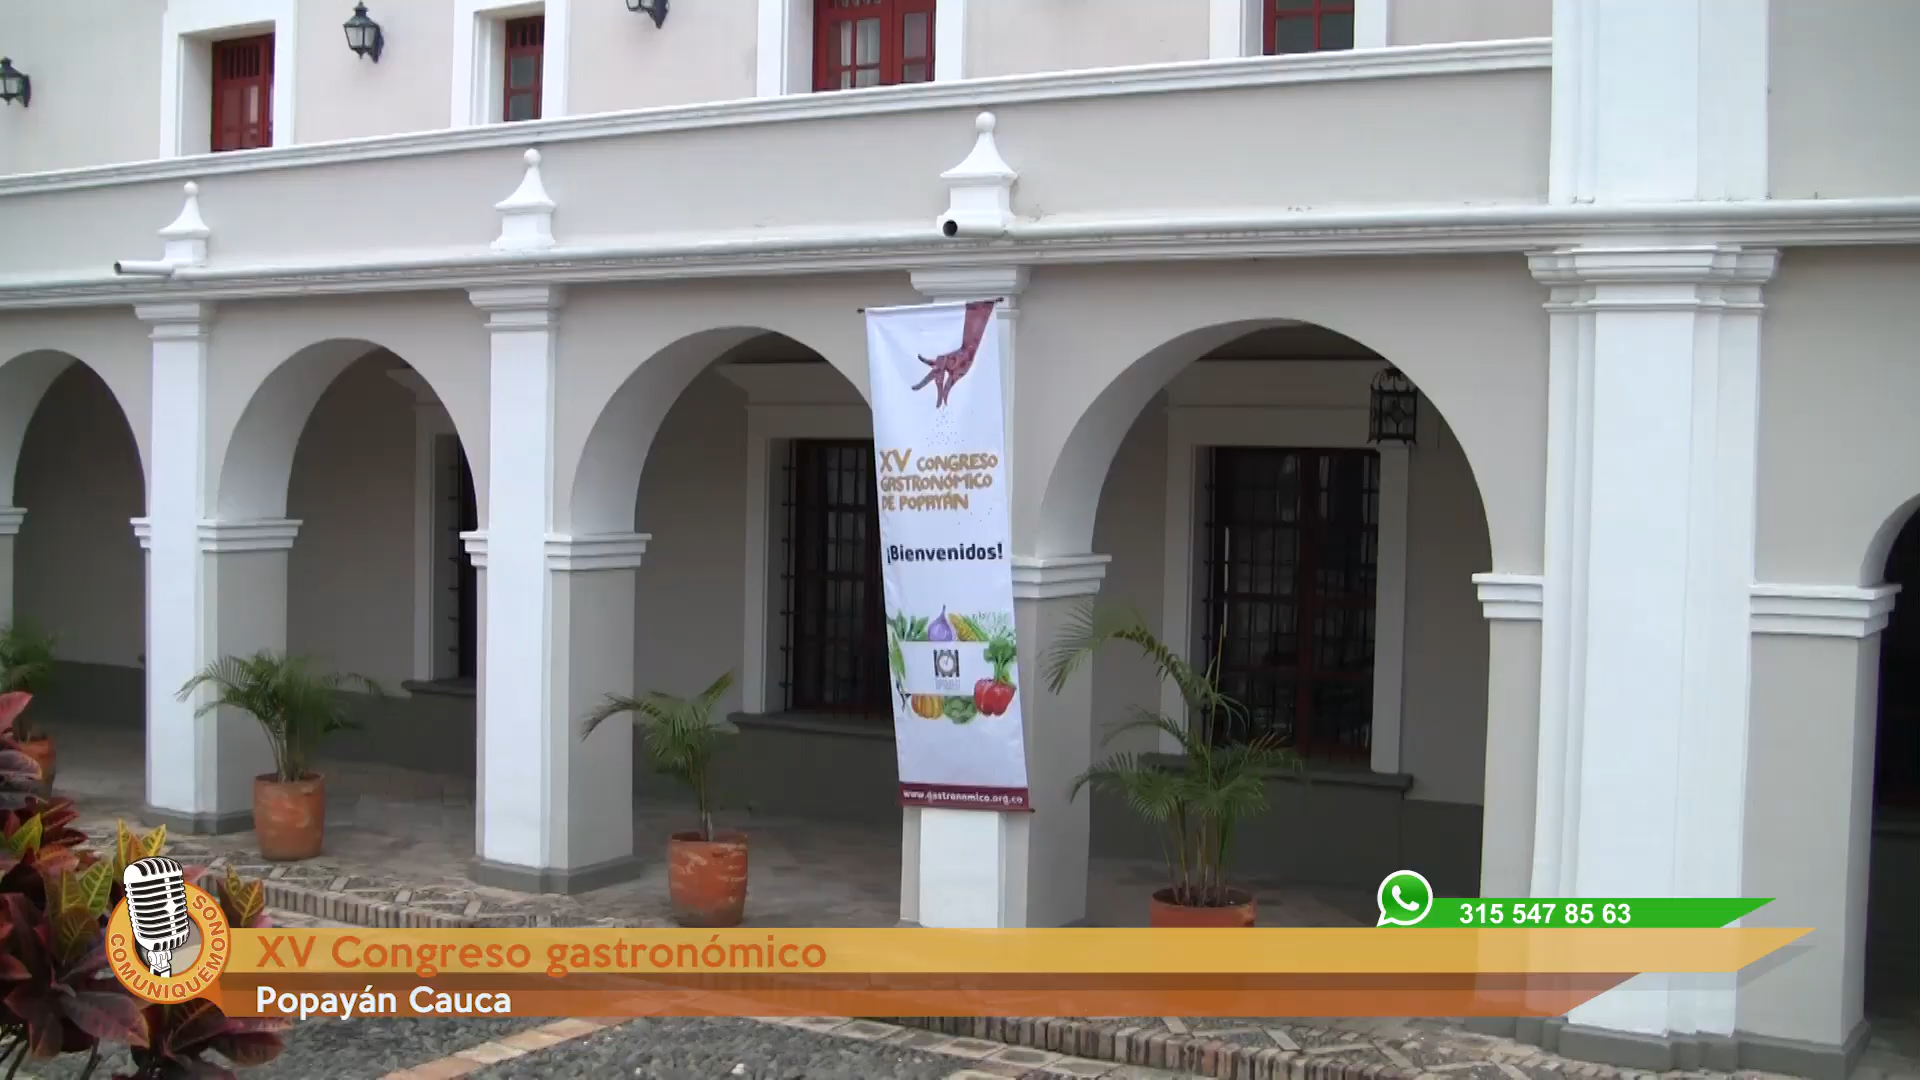 XV CONGRESO
GASTRONÓMICO
DE POPAYÁN
¡Bienvenidos!
www.gastronomico.org.co
315 547 85 63
COMUNIQUÉMONOS
XV Congreso gastronómico
Popayán Cauca